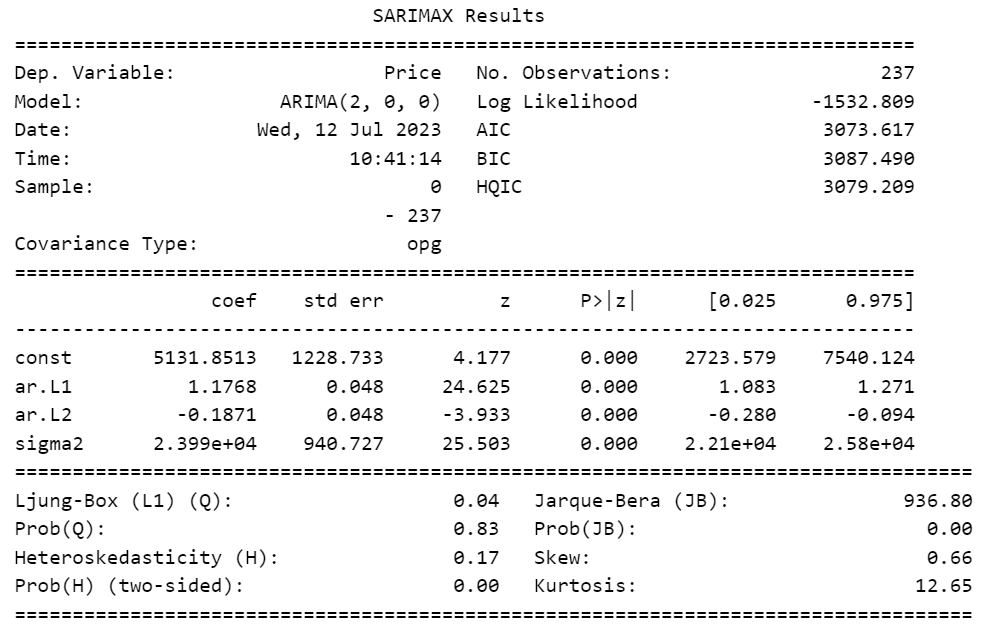 SARIMAX Results
==============================================================================
Dep. Variable:                  Price   No. Observations:                  237
Model:                 ARIMA(2, 0, 0)   Log Likelihood               -1532.809
Date:                Wed, 12 Jul 2023   AIC                           3073.617
Time:                        10:41:14   BIC                           3087.490
Sample:                             0   HQIC                          3079.209
                                - 237
Covariance Type:                  opg
==============================================================================
                 coef    std err          z      P>|z|      [0.025      0.975]
------------------------------------------------------------------------------
const       5131.8513   1228.733      4.177      0.000    2723.579    7540.124
ar.L1          1.1768      0.048     24.625      0.000       1.083       1.271
ar.L2         -0.1871      0.048     -3.933      0.000      -0.280      -0.094
sigma2      2.399e+04    940.727     25.503      0.000    2.21e+04    2.58e+04
===================================================================================
Ljung-Box (L1) (Q):                   0.04   Jarque-Bera (JB):               936.80
Prob(Q):                              0.83   Prob(JB):                         0.00
Heteroskedasticity (H):               0.17   Skew:                             0.66
Prob(H) (two-sided):                  0.00   Kurtosis:                        12.65
===================================================================================